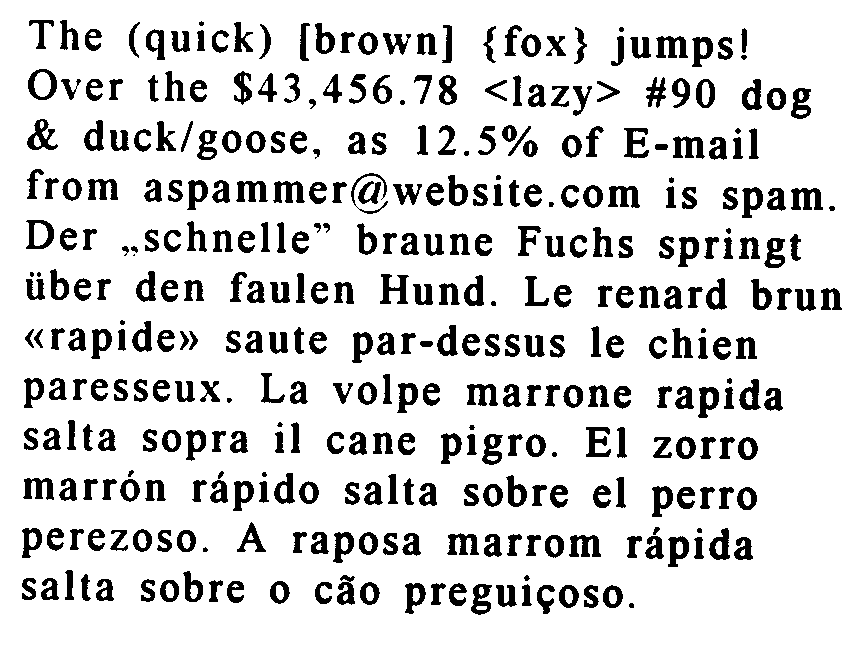 The (quick) [brown] {fox} jumps!
Over the $43,456.78 <lazy> #90 dog
& duck/goose, as 12.5% of E-mail
from aspammer@website.com is spam.
Der „schnelle” braune Fuchs springt
über den faulen Hund. Le renard brun
«rapide» saute par-dessus le chien
paresseux. La volpe marrone rapida
salta sopra il cane pigro. El zorro
marrón rápido salta sobre el perro
perezoso. A raposa marrom rápida
salta sobre o cão preguiçoso.